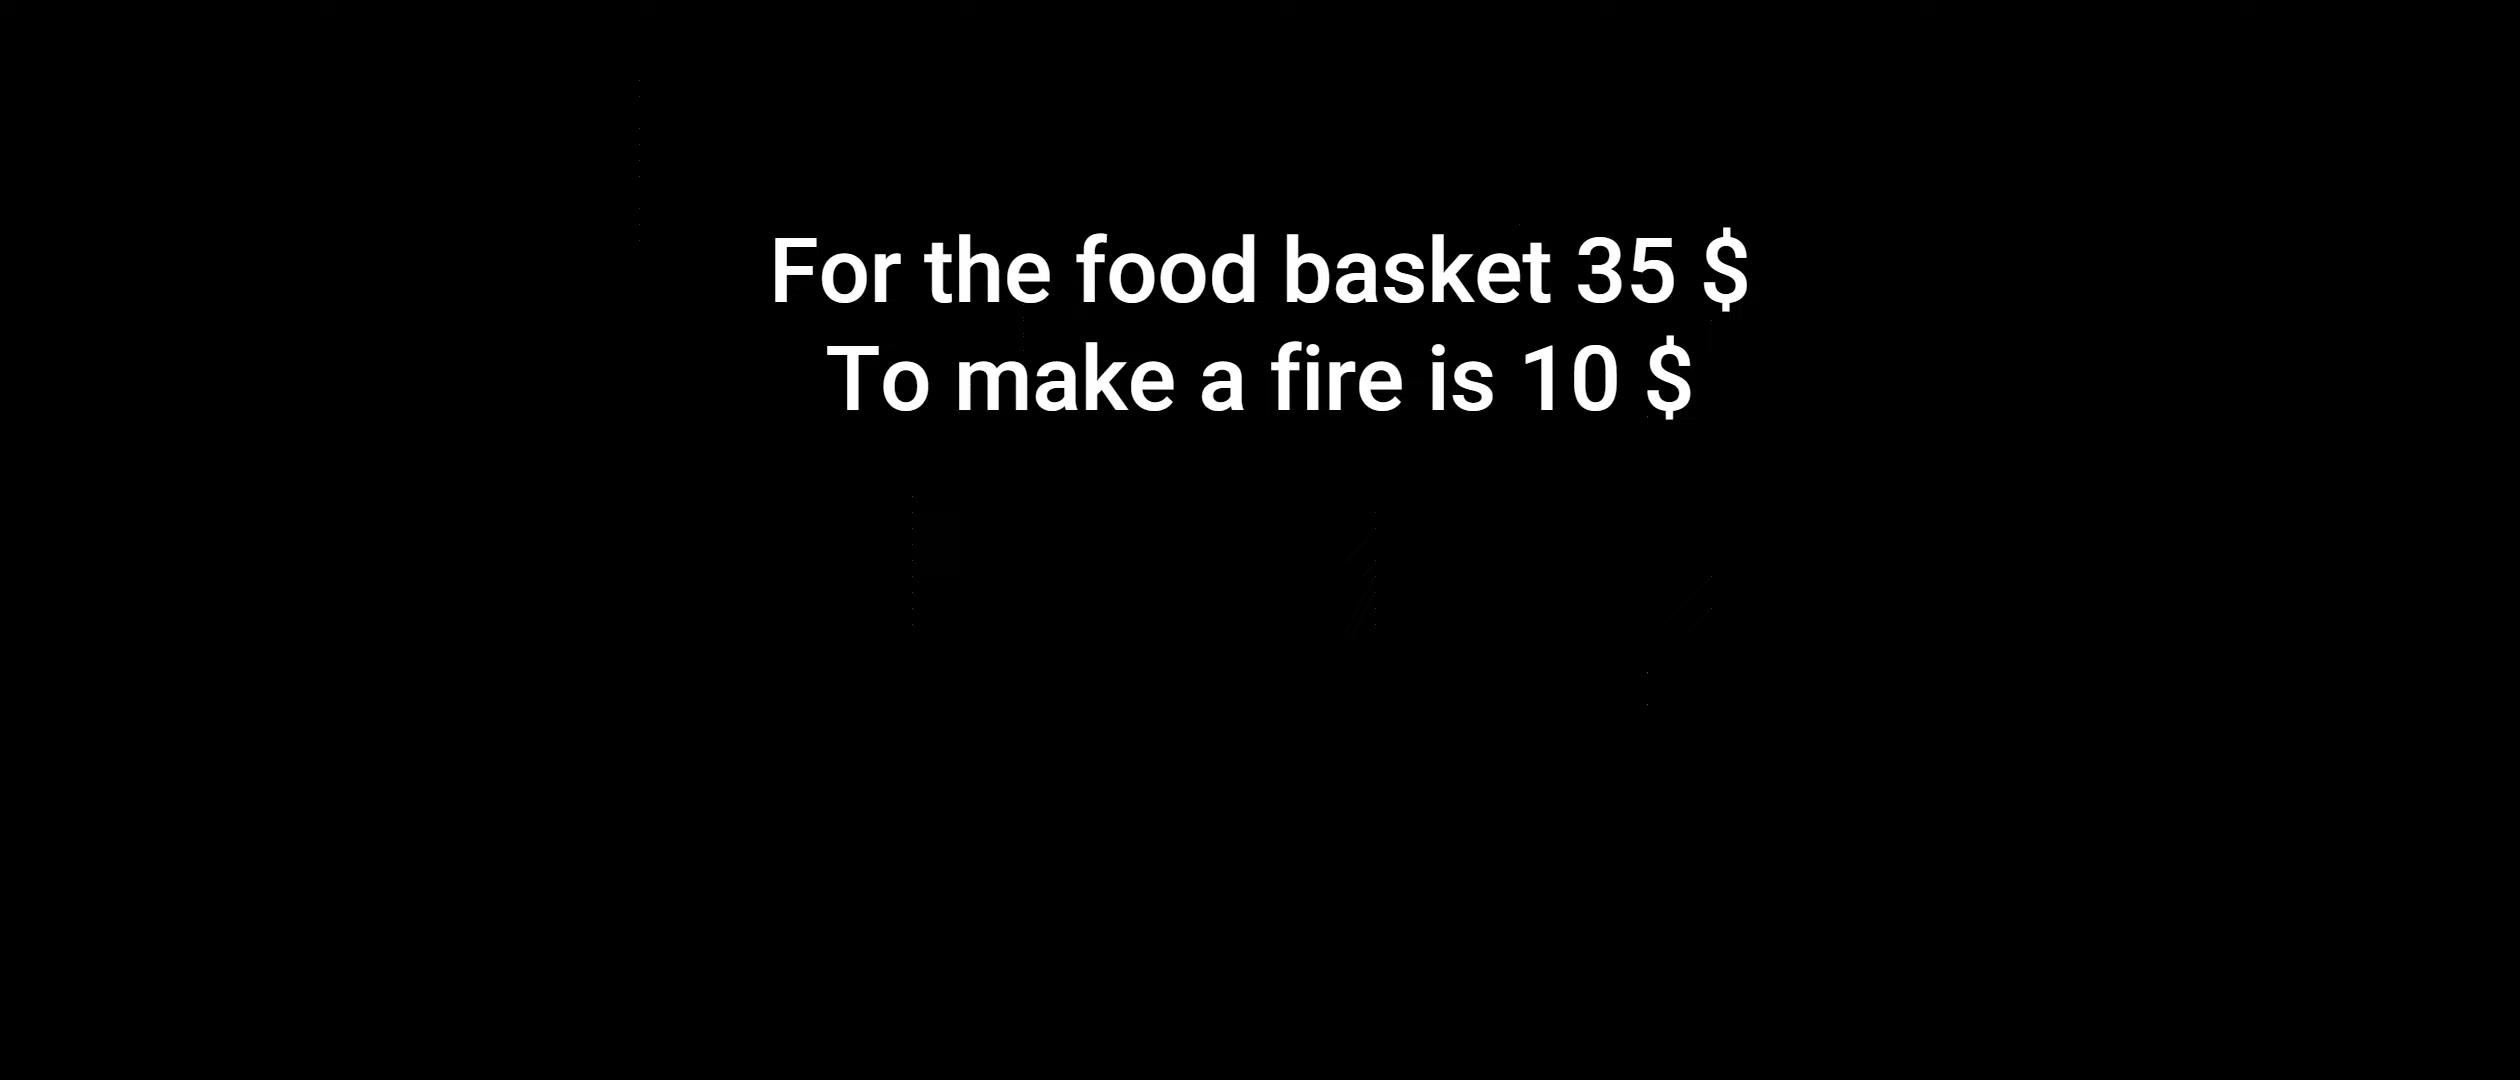 For the food basket 35 $
To make a fire is 10 $